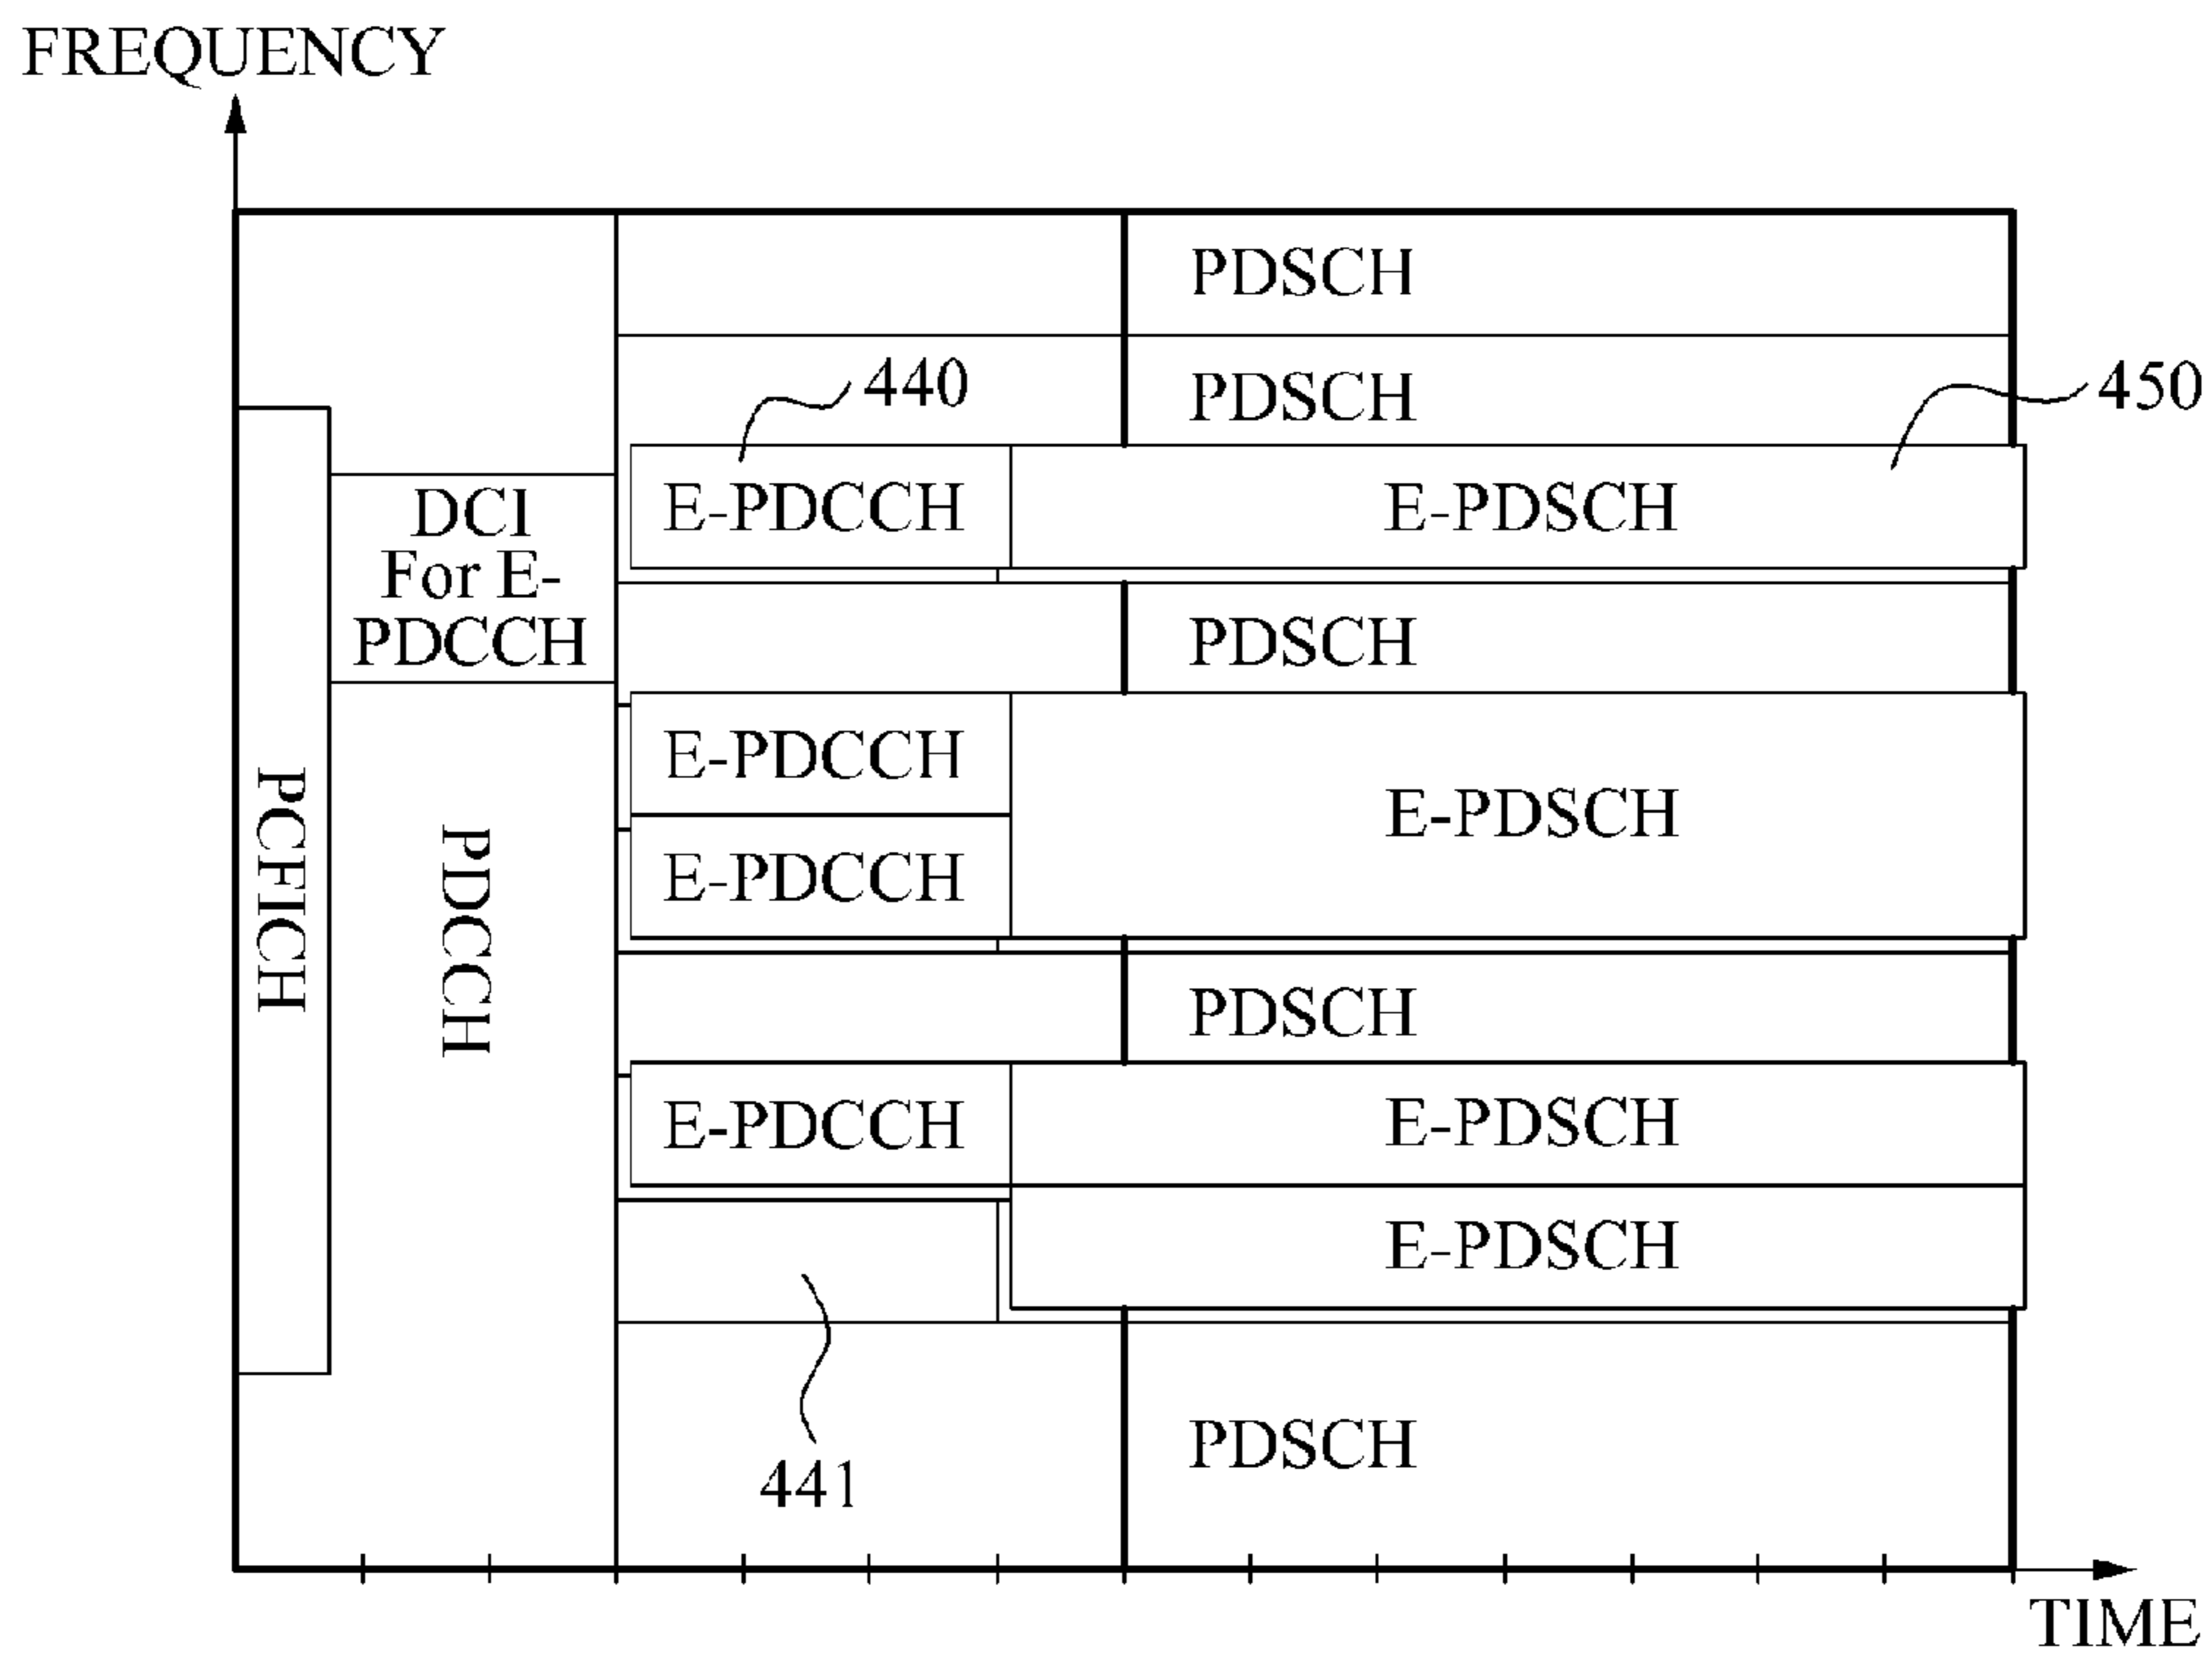 FREQUENCY
PDSCH
440
PDSCH
450
E-PDCCH
E-PDSCH
DCI
For E-
PDCCH
PDSCH
E-PDCCH
E-PDSCH
E-PDCCH
PCFICH
PDCCH
PDSCH
E-PDCCH
E-PDSCH
E-PDSCH
PDSCH
441
TIME